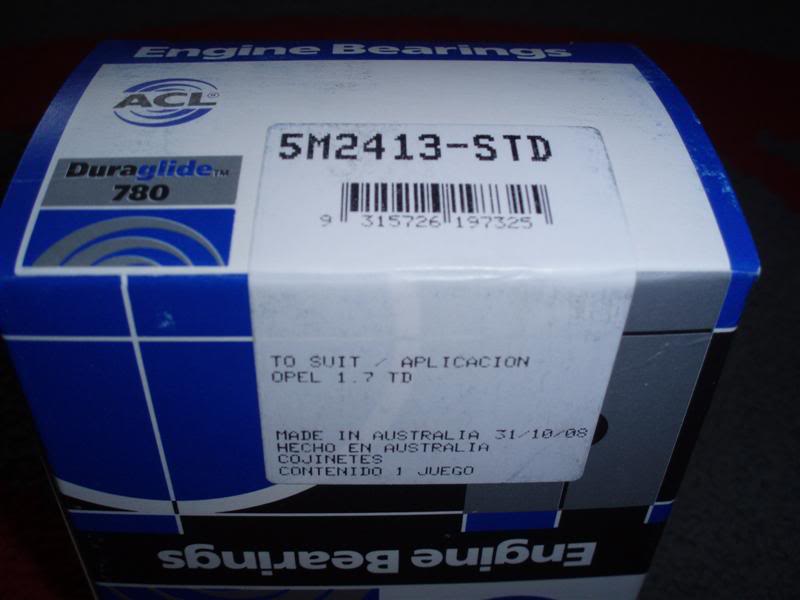 Engine Bearings
ACL®
Duraglide™
780
5M2413-STD
9 315726 197325
TO SUIT / APLICACION
OPEL 1.7 TD
MADE IN AUSTRALIA 31/10/08
HECHO EN AUSTRALIA
COJINETES
CONTENIDO 1 JUEGO
Engine Bearings